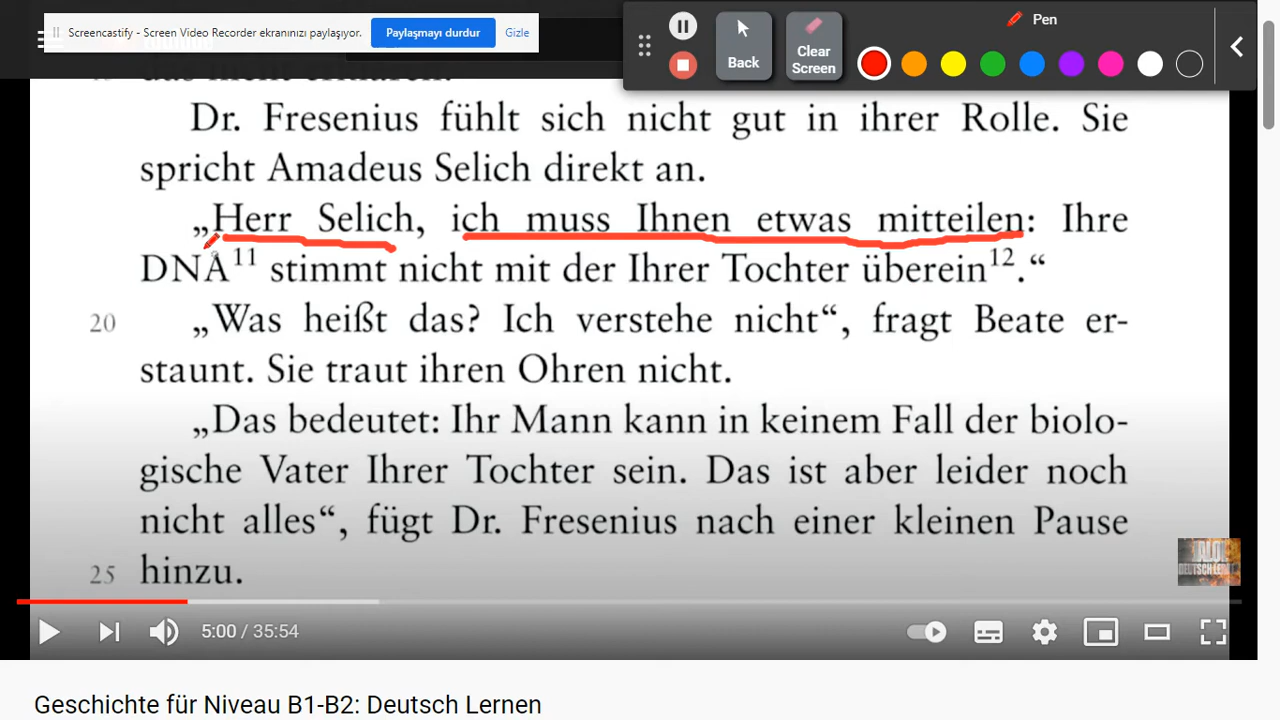 Screencastify - Screen Video Recorder ekranınızı paylaşıyor. Paylaşmayı durdur Gizle
Pen
Back
Clear
Screen
Dr. Fresenius fühlt sich nicht gut in ihrer Rolle. Sie
spricht Amadeus Selich direkt an.
„Herr Selich, ich muss Ihnen etwas mitteilen: Ihre
DNA¹¹ stimmt nicht mit der Ihrer Tochter überein¹².“
20 „Was heißt das? Ich verstehe nicht“, fragt Beate er-
staunt. Sie traut ihren Ohren nicht.
„Das bedeutet: Ihr Mann kann in keinem Fall der biolo-
gische Vater Ihrer Tochter sein. Das ist aber leider noch
nicht alles“, fügt Dr. Fresenius nach einer kleinen Pause
25 hinzu.
DEUTSCH LERN
5:00 / 35:54
Geschichte für Niveau B1-B2: Deutsch Lernen